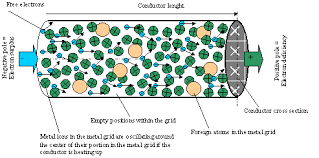 Free electrons
Conductor lenght
Negative pole =
Electron surplus
Positive pole =
Electron deficiency
Conductor cross section
Empty positions within the grid
Foreign atoms in the metal grid
Metal ions in the metal grid are oscillating around
the center of their position in the metal grid if the
conductor is heating up